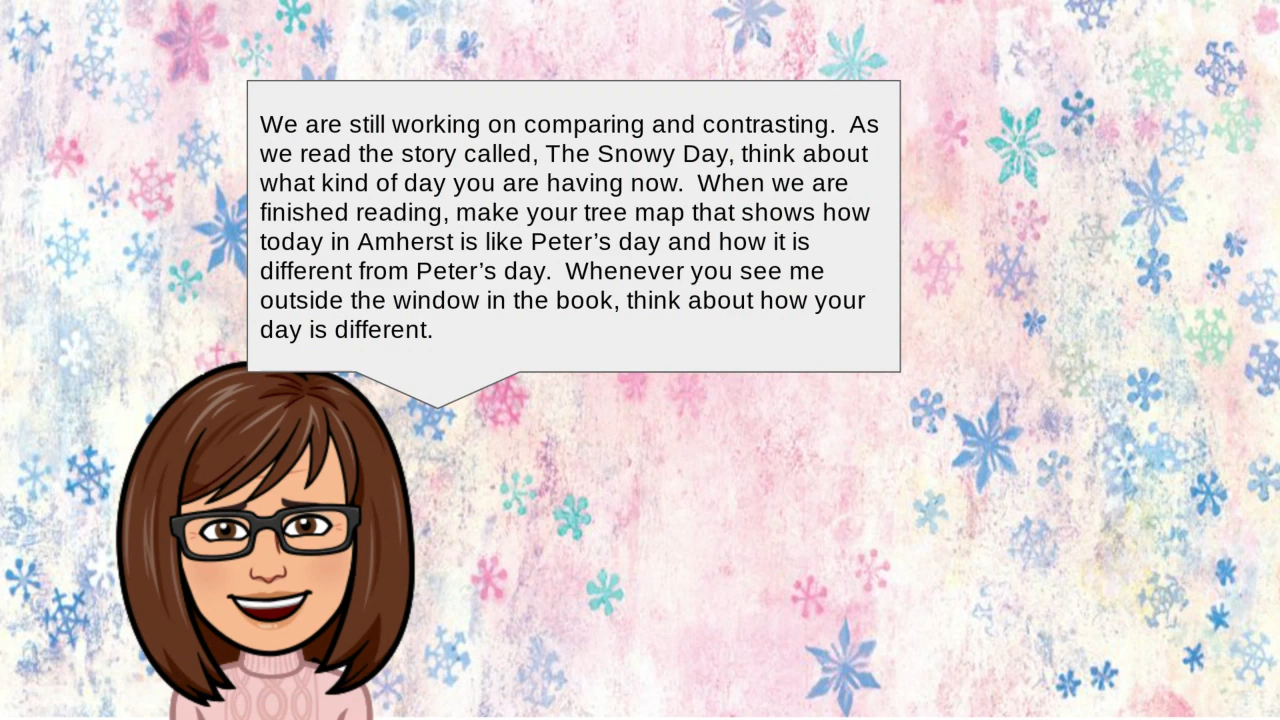 We are still working on comparing and contrasting.  As
we read the story called, The Snowy Day, think about
what kind of day you are having now.  When we are
finished reading, make your tree map that shows how
today in Amherst is like Peter’s day and how it is
different from Peter’s day.  Whenever you see me
outside the window in the book, think about how your
day is different.